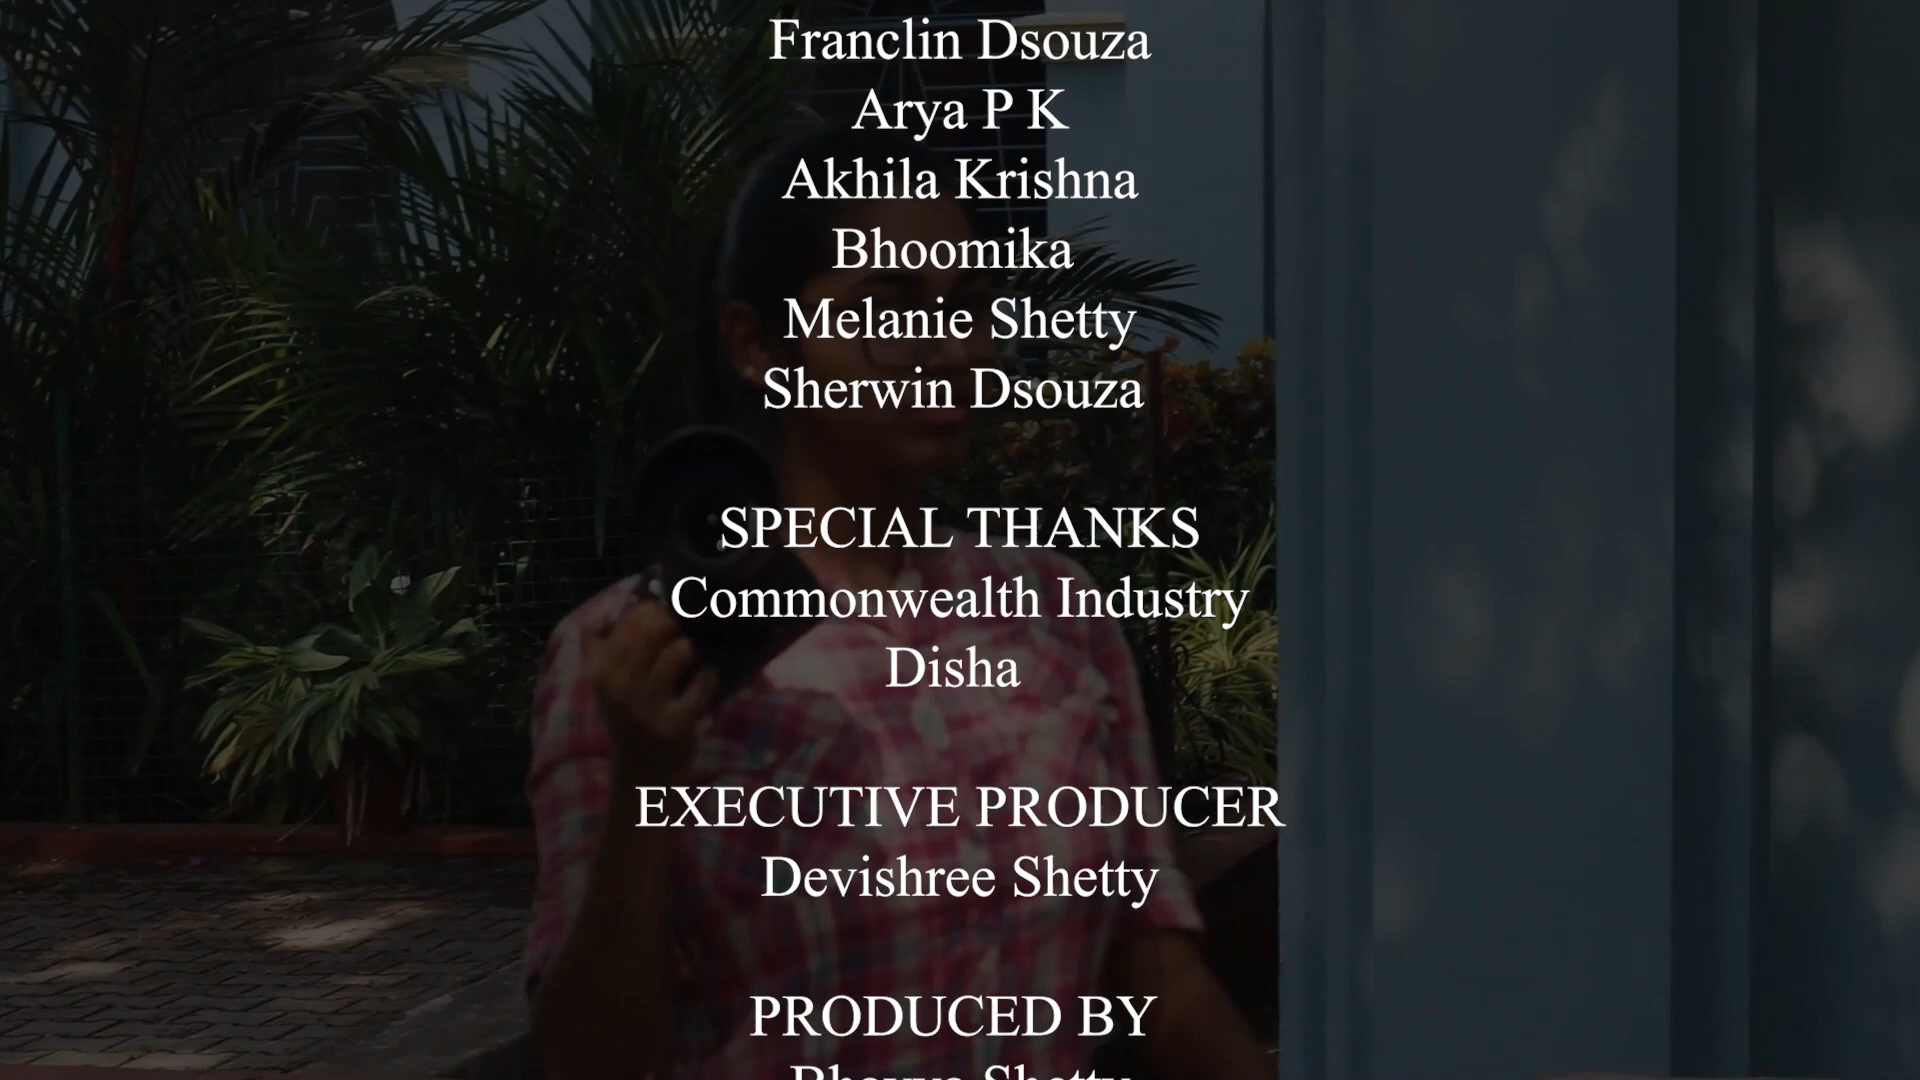 Franclin Dsouza
Arya P K
Akhila Krishna
Bhoomika
Melanie Shetty
Sherwin Dsouza
SPECIAL THANKS
Commonwealth Industry
Disha
EXECUTIVE PRODUCER
Devishree Shetty
PRODUCED BY
Shetty